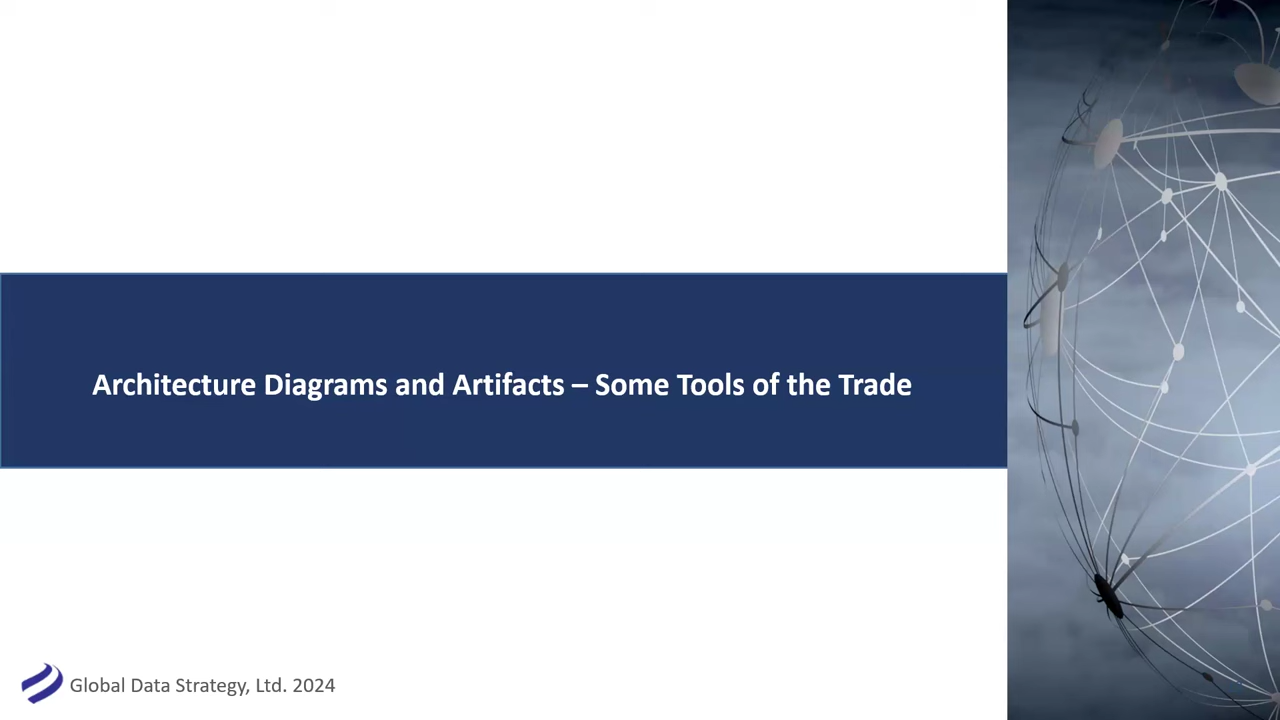 Architecture Diagrams and Artifacts – Some Tools of the Trade
Global Data Strategy, Ltd. 2024